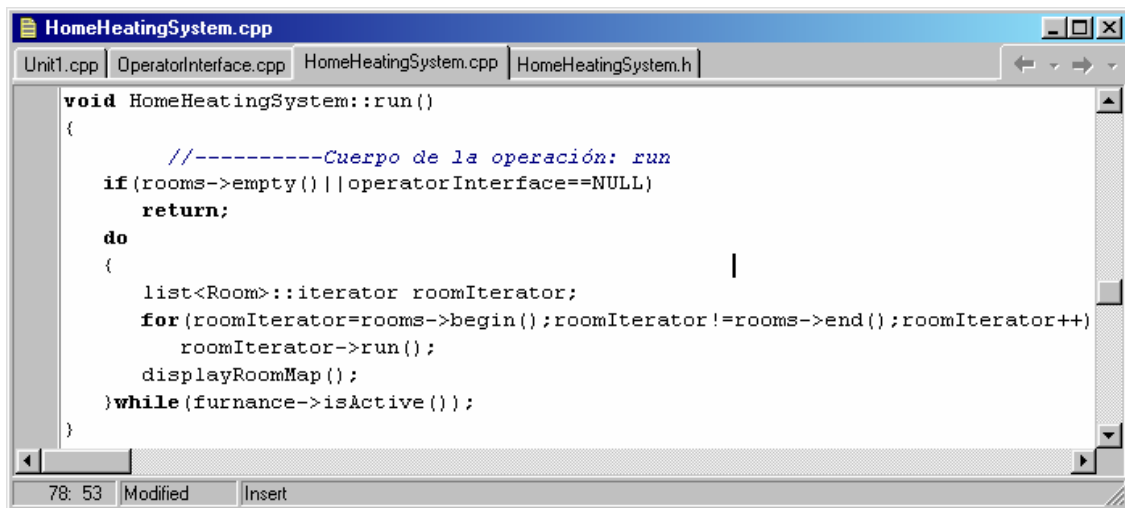 HomeHeatingSystem.cpp
Unit1.cpp OperatorInterface.cpp HomeHeatingSystem.cpp HomeHeatingSystem.h
void HomeHeatingSystem::run()
{
//----------Cuerpo de la operación: run
if(rooms->empty()||operatorInterface==NULL)
return;
do
{
list<Room>::iterator roomIterator;
for(roomIterator=rooms->begin();roomIterator!=rooms->end();roomIterator++)
roomIterator->run();
displayRoomMap();
}while(furnance->isActive());
}
78: 53 Modified Insert